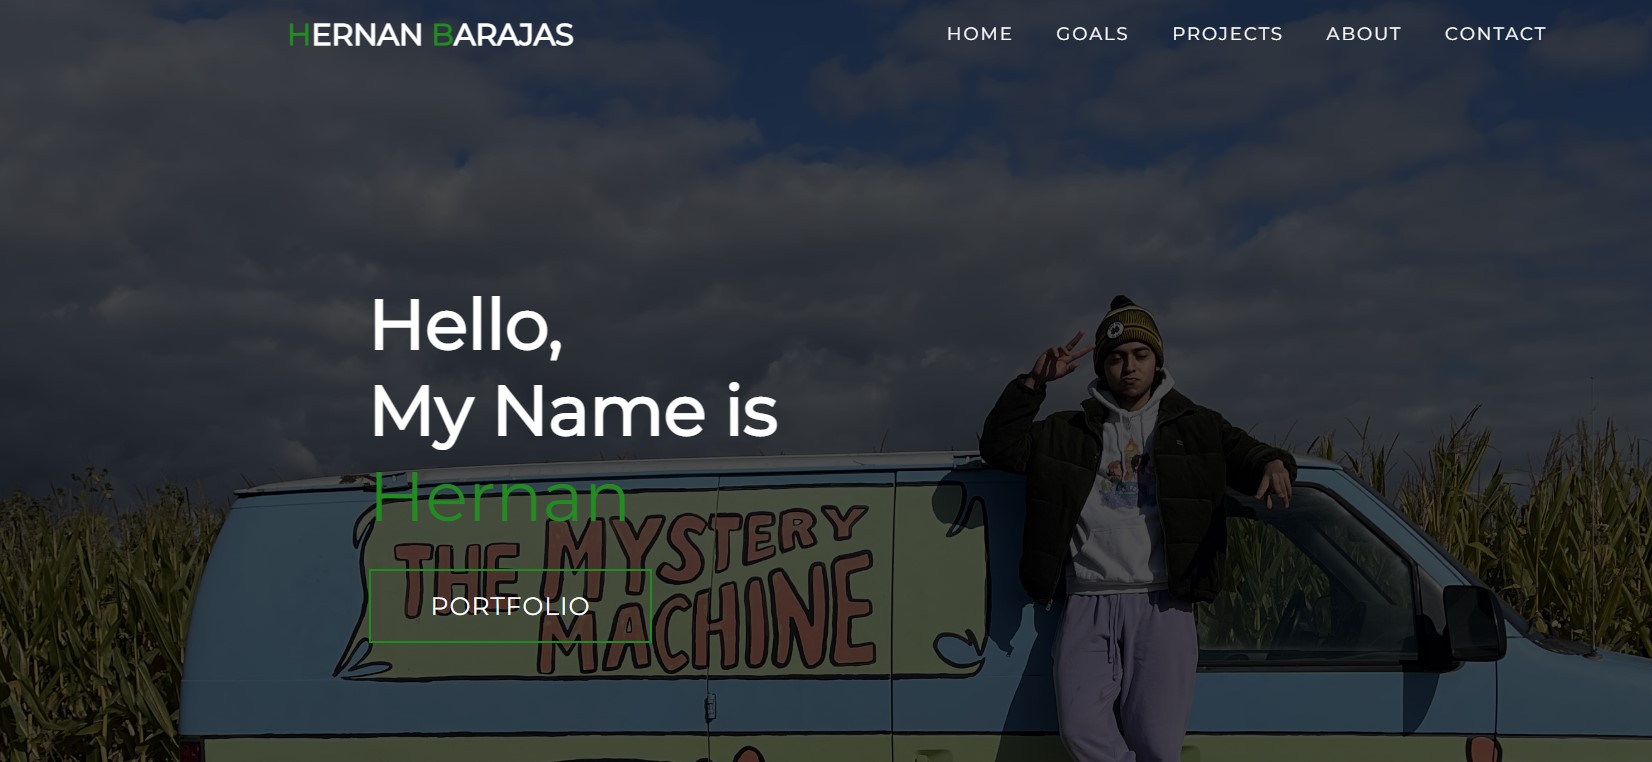 HERNAN BARAJAS
HOME GOALS PROJECTS ABOUT CONTACT
Hello,
My Name is
Hernan
THE MYSTERY
MACHINE
PORTFOLIO